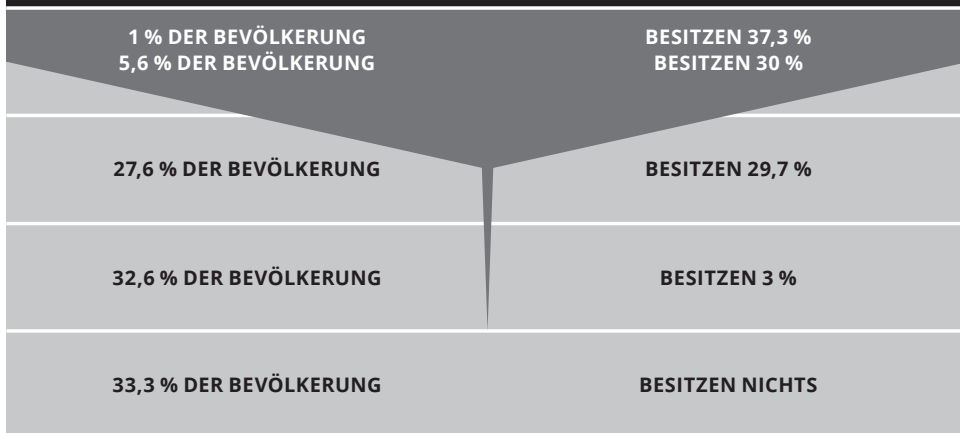 1 % DER BEVÖLKERUNG BESITZEN 37,3 %
5,6 % DER BEVÖLKERUNG BESITZEN 30 %
27,6 % DER BEVÖLKERUNG BESITZEN 29,7 %
32,6 % DER BEVÖLKERUNG BESITZEN 3 %
33,3 % DER BEVÖLKERUNG BESITZEN NICHTS